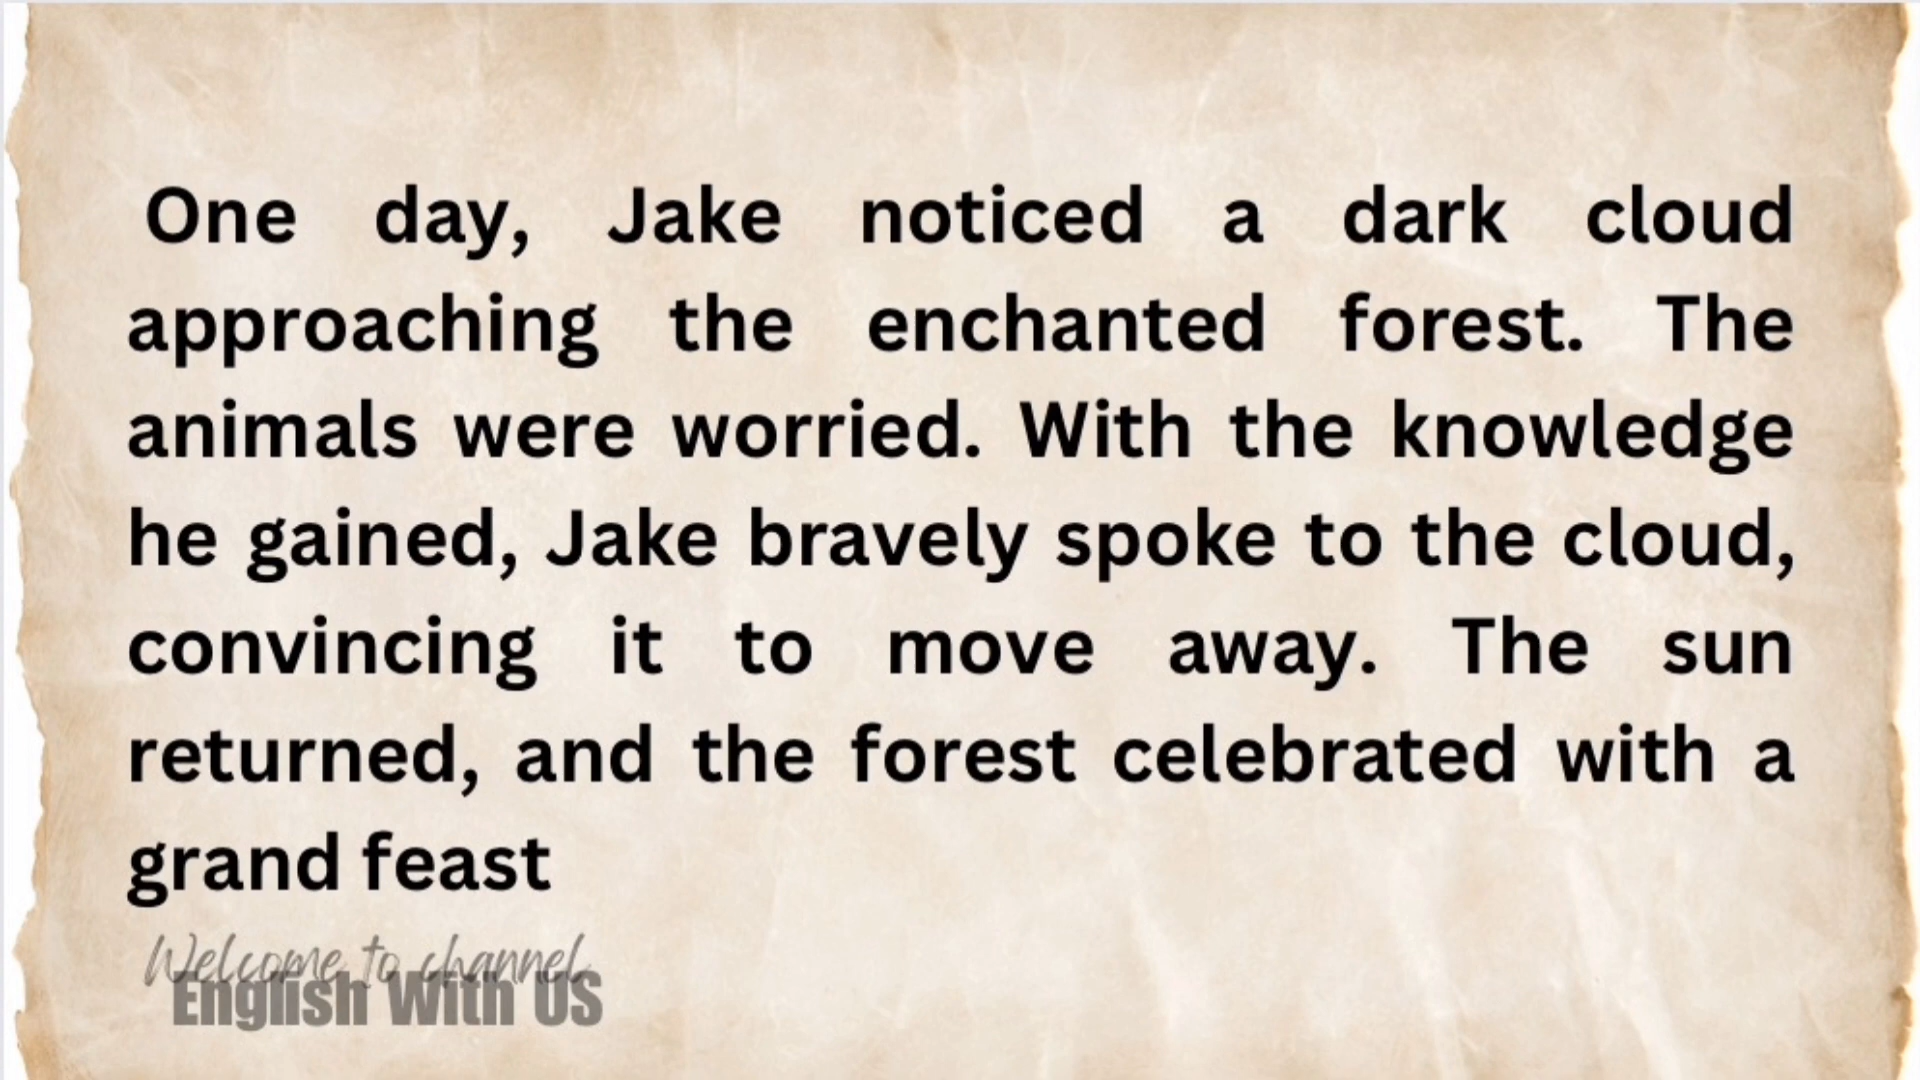 One day, Jake noticed a dark cloud
approaching the enchanted forest. The
animals were worried. With the knowledge
he gained, Jake bravely spoke to the cloud,
convincing it to move away. The sun
returned, and the forest celebrated with a
grand feast
Welcome to channel
English With US